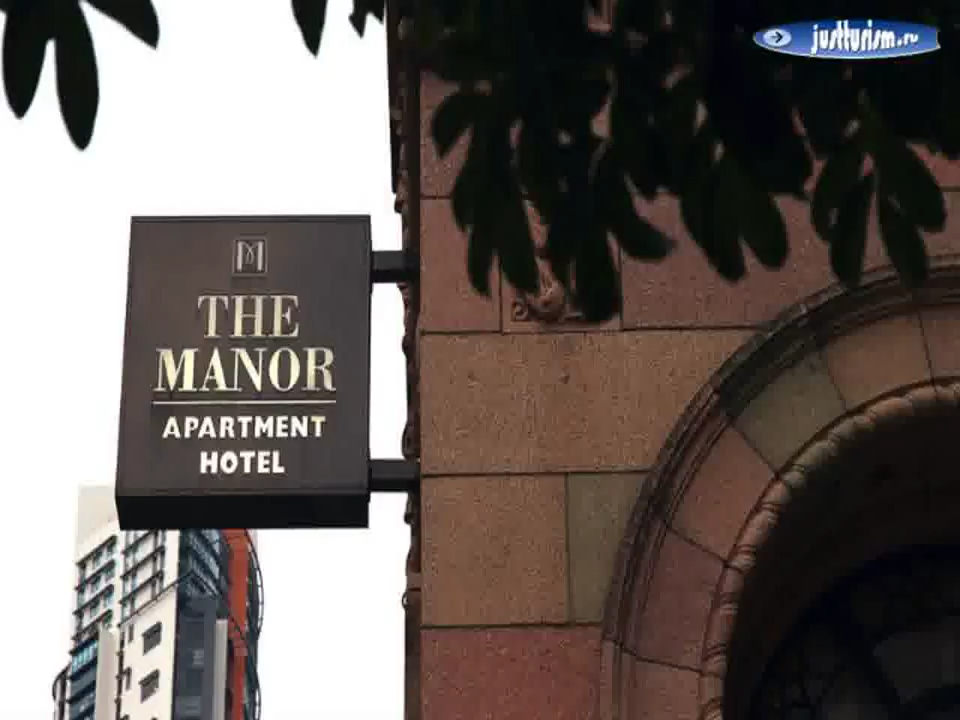 justturism.ru
M
THE
MANOR
APARTMENT
HOTEL